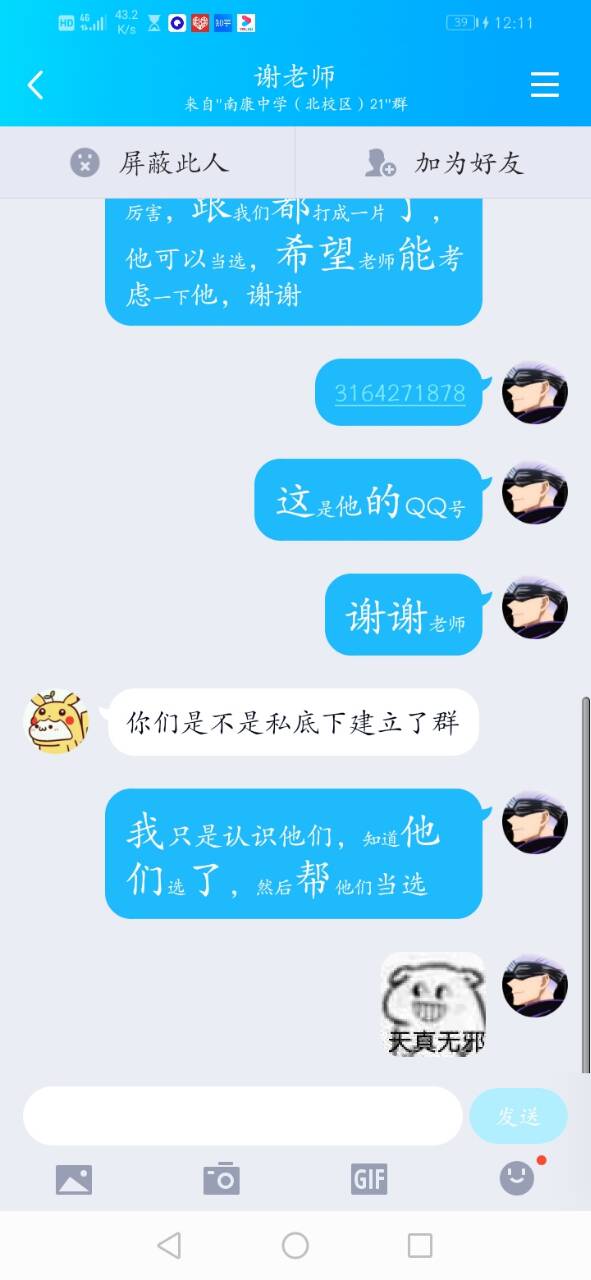 HD 4G 43.2 K/s 知乎 39 12:11
谢老师
来自"南康中学（北校区）21"群
屏蔽此人 加为好友
厉害，跟我们都打成一片了，
他可以当选，希望老师能考
虑一下他，谢谢
3164271878
这是他的QQ号
谢谢老师
你们是不是私底下建立了群
我只是认识他们，知道他
们选了，然后帮他们当选
天真无邪
发送
GIF